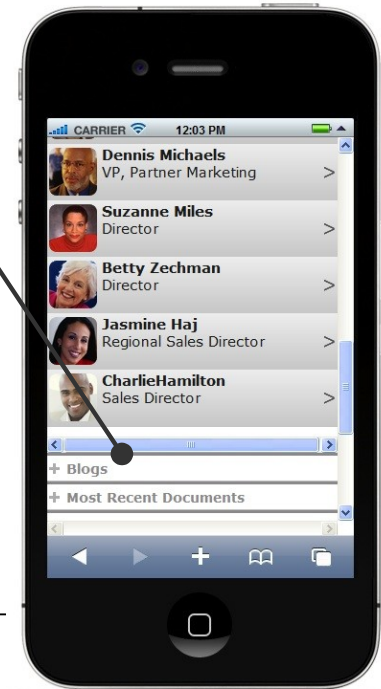 CARRIER 12:03 PM
Dennis Michaels
VP, Partner Marketing
>
Suzanne Miles
Director
>
Betty Zechman
Director
>
Jasmine Haj
Regional Sales Director
>
CharlieHamilton
Sales Director
>
+ Blogs
+ Most Recent Documents